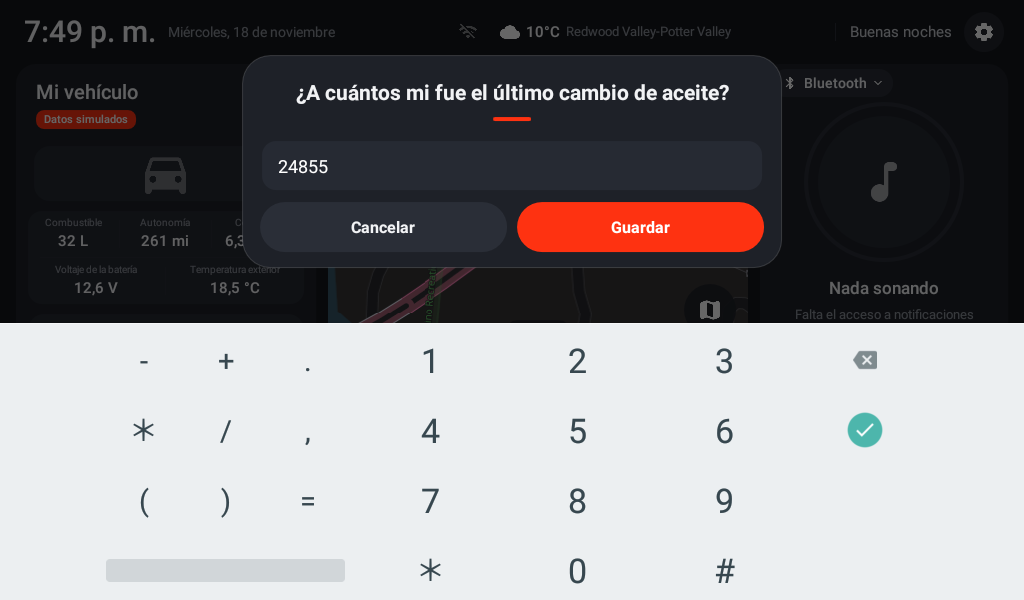 7:49 p. m. Miércoles, 18 de noviembre 10°C Redwood Valley-Potter Valley Buenas noches
Mi vehículo
Datos simulados
Combustible Autonomía
32 L 261 mi 6,3
Voltaje de la batería Temperatura exterior
12,6 V 18,5 °C
¿A cuántos mi fue el último cambio de aceite?
24855
Cancelar Guardar
Bluetooth
Nada sonando
Falta el acceso a notificaciones
- + . 1 2 3
* / , 4 5 6
( ) = 7 8 9
* 0 #